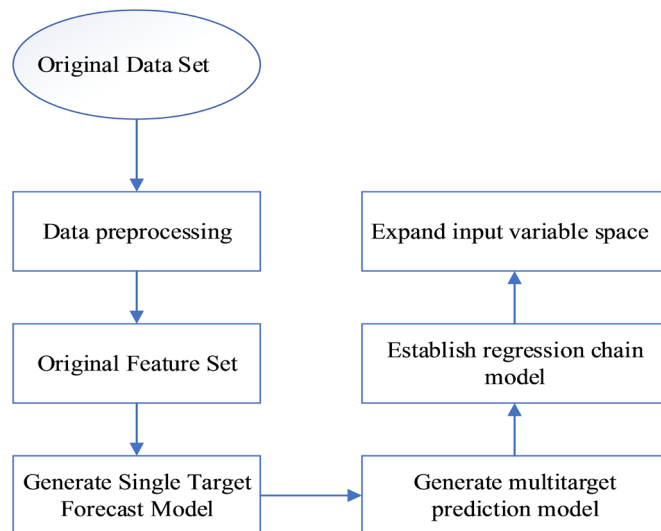 Original Data Set
Data preprocessing
Original Feature Set
Generate Single Target
Forecast Model
Generate multitarget
prediction model
Establish regression chain
model
Expand input variable space